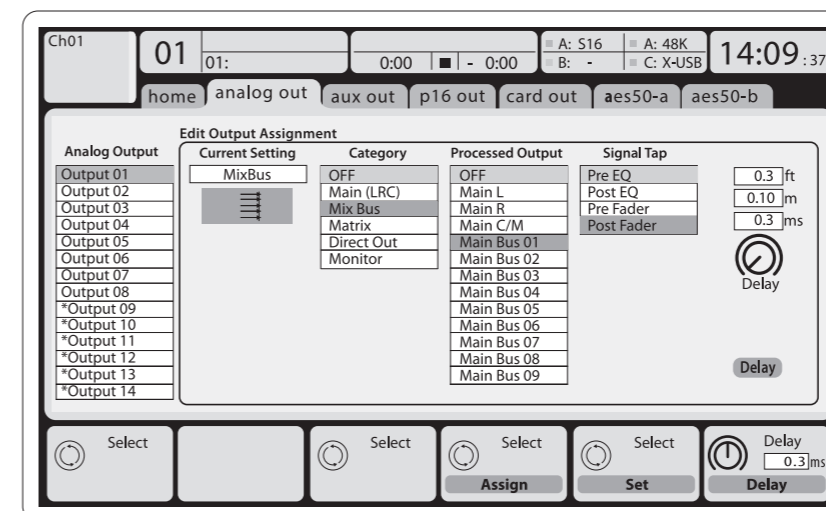 Ch01
01
01:
0:00 - 0:00
A: S16
B: -
A: 48K
C: X-USB
14:09 :37
home
analog out
aux out
p16 out
card out
aes50-a
aes50-b
Edit Output Assignment
Analog Output
Output 01
Output 02
Output 03
Output 04
Output 05
Output 06
Output 07
Output 08
*Output 09
*Output 10
*Output 11
*Output 12
*Output 13
*Output 14
Current Setting
MixBus
Category
OFF
Main (LRC)
Mix Bus
Matrix
Direct Out
Monitor
Processed Output
OFF
Main L
Main R
Main C/M
Main Bus 01
Main Bus 02
Main Bus 03
Main Bus 04
Main Bus 05
Main Bus 06
Main Bus 07
Main Bus 08
Main Bus 09
Signal Tap
Pre EQ
Post EQ
Pre Fader
Post Fader
0.3 ft
0.10 m
0.3 ms
Delay
Delay
Select
Select
Select
Assign
Select
Set
Delay
0.3 ms
Delay